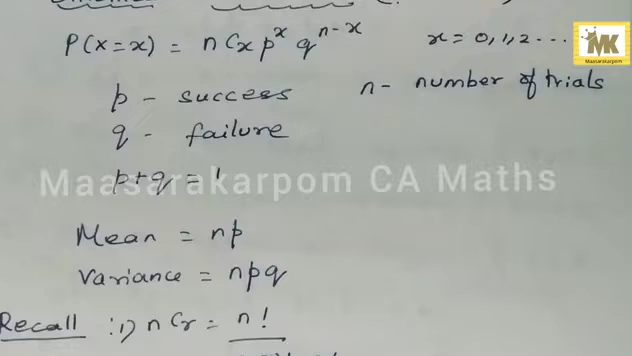 P(X=x) = nCx p^x q^(n-x) x = 0,1,2...
MK
Maasarakarpom
p - success n - number of trials
q - failure
p+q = 1
Maasarakarpom CA Maths
Mean = np
Variance = npq
Recall :1) nCr = n!